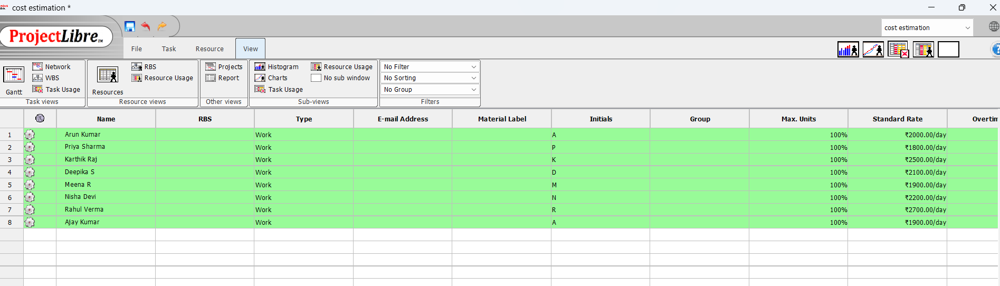 cost estimation *
ProjectLibre
cost estimation
File Task Resource View
Network
WBS
Task Usage
Gantt
Task views
RBS
Resource Usage
Resources
Resource views
Projects
Report
Other views
Histogram Resource Usage
Charts No sub window
Task Usage
Sub-views
No Filter
No Sorting
No Group
Filters
Name RBS Type E-mail Address Material Label Initials Group Max. Units Standard Rate Overtim
1 Arun Kumar Work A 100% ₹2000.00/day
2 Priya Sharma Work P 100% ₹1800.00/day
3 Karthik Raj Work K 100% ₹2500.00/day
4 Deepika S Work D 100% ₹2100.00/day
5 Meena R Work M 100% ₹1900.00/day
6 Nisha Devi Work N 100% ₹2200.00/day
7 Rahul Verma Work R 100% ₹2700.00/day
8 Ajay Kumar Work A 100% ₹1900.00/day